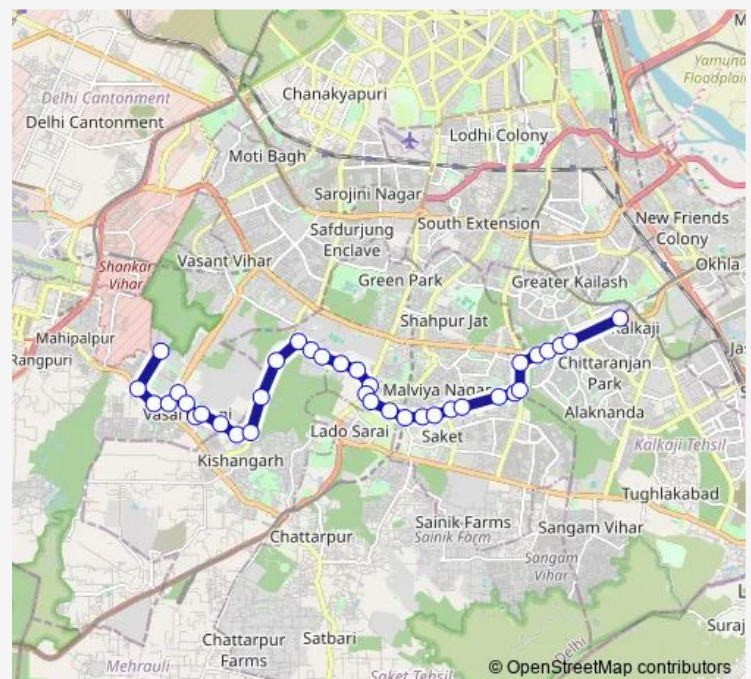 Chanakyapuri
Delhi Cantonment
Delhi Cantonment
Lodhi Colony
Moti Bagh
Yamuna
Floodplain
Sarojini Nagar
South Extension
New Friends
Colony
Safdurjung
Enclave
Shankar
Vihar
Vasant Vihar
Okhla
Green Park
Greater Kailash
Mahipalpur
Shahpur Jat
Kalkaji
Rangpuri
Chittaranjan
Park
Malviya Nagar
Alaknanda
Lado Sarai
Saket
Kalkaji Tehsil
Kishangarh
Tughlakabad
Sainik Farms
Sainik Farm
Sangam Vihar
Chattarpur
Sangam
Vihar
Suraj
Chattarpur
Farms
Satbari
Delhi
Mehrauli
Saket Tehsil
© OpenStreetMap contributors